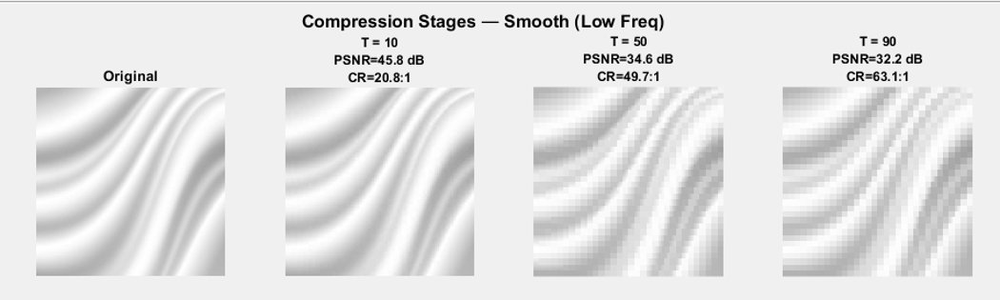 Compression Stages — Smooth (Low Freq)
Original
T = 10
PSNR=45.8 dB
CR=20.8:1
T = 50
PSNR=34.6 dB
CR=49.7:1
T = 90
PSNR=32.2 dB
CR=63.1:1